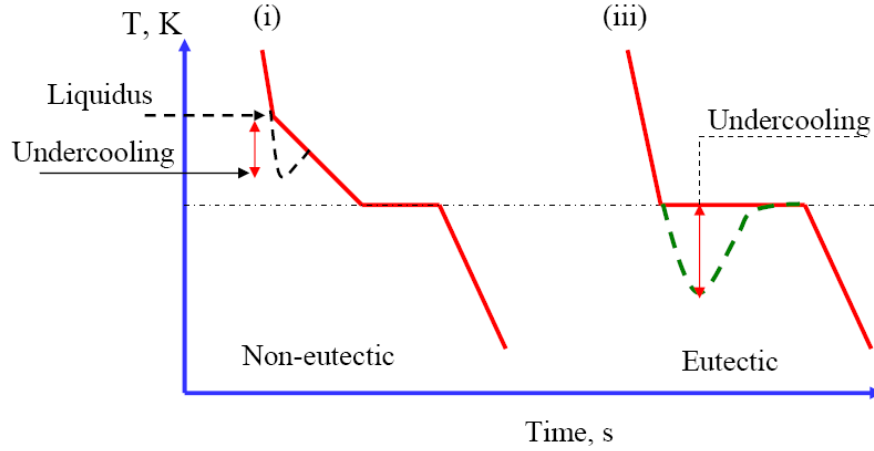 (i)
(iii)
T, K
Liquidus
Undercooling
Undercooling
Non-eutectic
Eutectic
Time, s